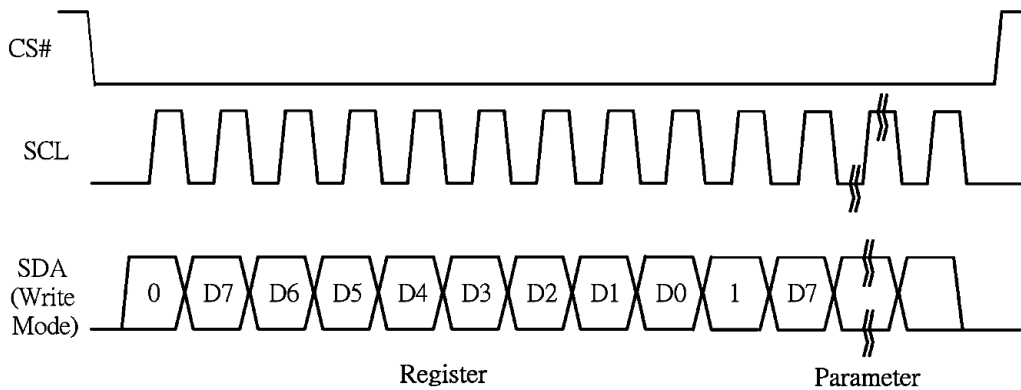 CS#
SCL
SDA
(Write
Mode)
0 D7 D6 D5 D4 D3 D2 D1 D0 1 D7
Register Parameter